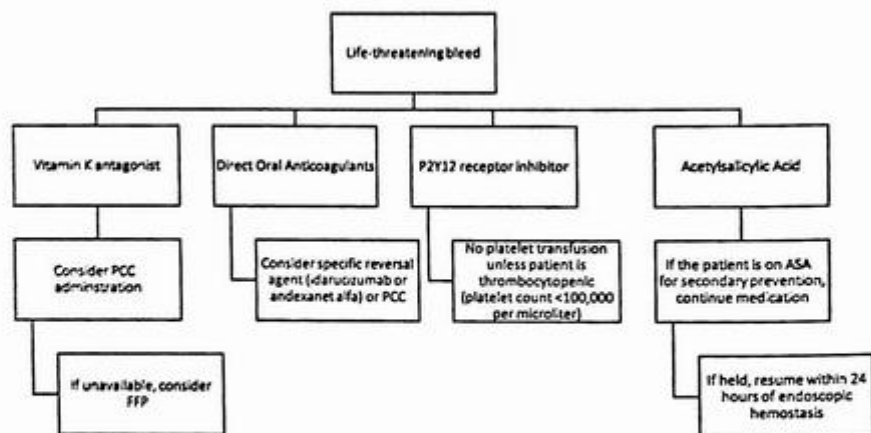 Life-threatening bleed
Vitamin K antagonist
Direct Oral Anticoagulants
P2Y12 receptor inhibitor
Acetylsalicylic Acid
Consider PCC
adminstration
Consider specific reversal
agent (idarucizumab or
andexanet alfa) or PCC
No platelet transfusion
unless patient is
thrombocytopenic
(platelet count <100,000
per microliter)
If the patient is on ASA
for secondary prevention,
continue medication
If unavailable, consider
FFP
If held, resume within 24
hours of endoscopic
hemostasis